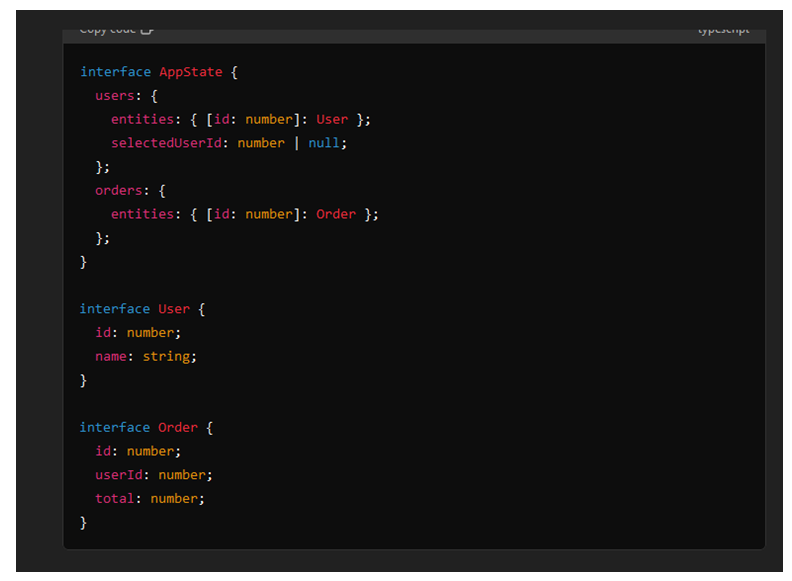 Copy code
typescript
interface AppState {
  users: {
    entities: { [id: number]: User };
    selectedUserId: number | null;
  };
  orders: {
    entities: { [id: number]: Order };
  };
}

interface User {
  id: number;
  name: string;
}

interface Order {
  id: number;
  userId: number;
  total: number;
}